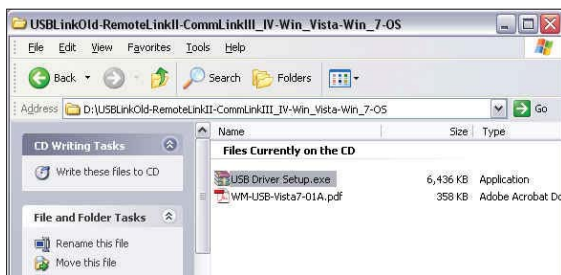 USBLinkOld-RemoteLinkII-CommLinkIII_IV-Win_Vista-Win_7-OS
File Edit View Favorites Tools Help
Back Search Folders
Address D:\USBLinkOld-RemoteLinkII-CommLinkIII_IV-Win_Vista-Win_7-OS Go
CD Writing Tasks
Write these files to CD
File and Folder Tasks
Rename this file
Move this file
Name Size Type
Files Currently on the CD
USB Driver Setup.exe 6,436 KB Application
WM-USB-Vista7-01A.pdf 358 KB Adobe Acrobat Do